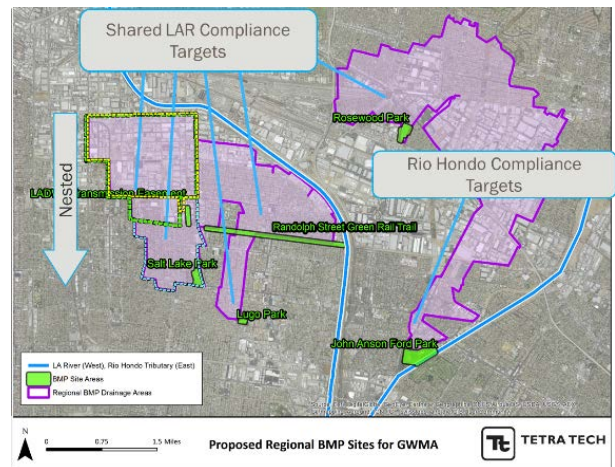 Shared LAR Compliance
Targets
Rosewood Park
Rio Hondo Compliance
Targets
Nested
Transmission Easement
Randolph Street Green Rail Trail
Salt Lake Park
Lugo Park
John Anson Ford Park
LA River (West), Rio Hondo Tributary (East)
BMP Site Areas
Regional BMP Drainage Areas
N
0 0.75 1.5 Miles
Proposed Regional BMP Sites for GWMA
Tt
TETRA TECH